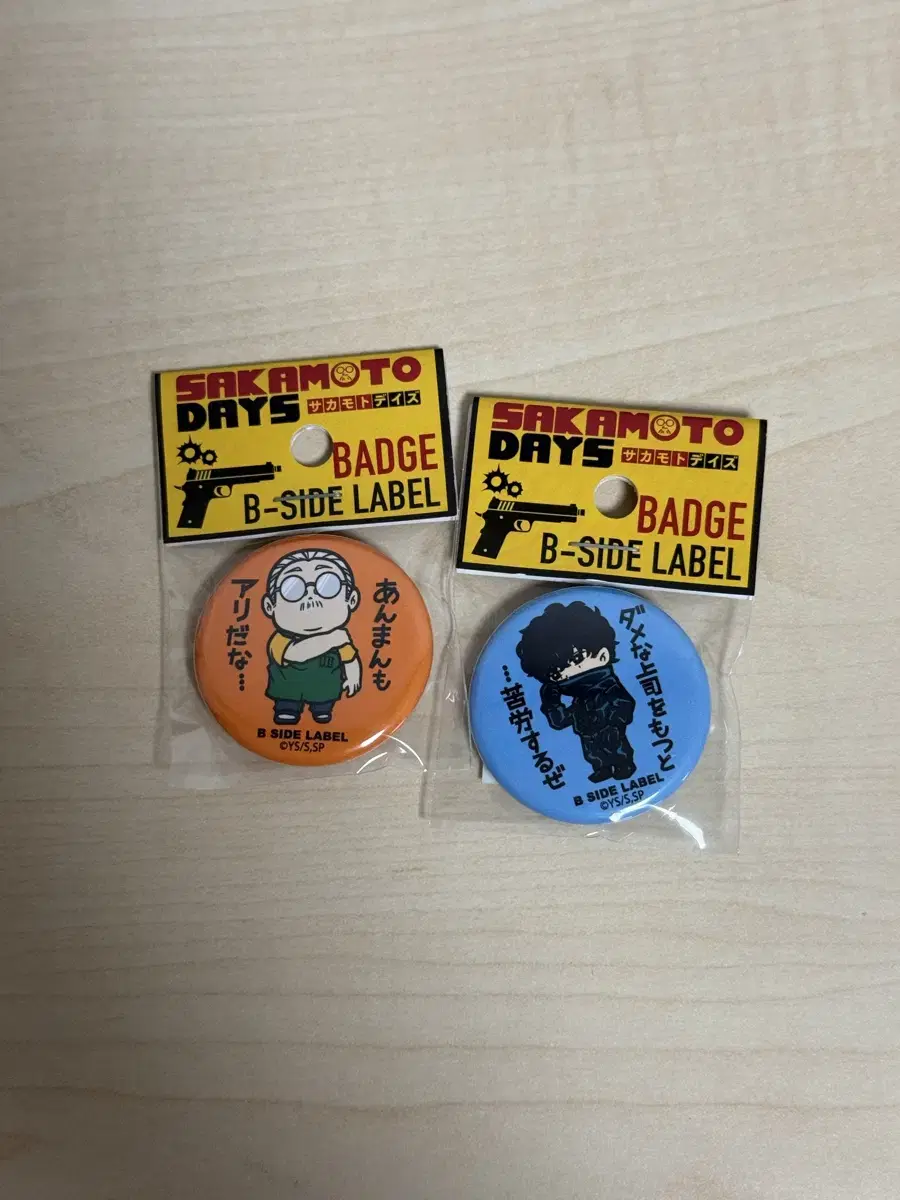 SAKAMOTO
DAYS サカモトデイズ
BADGE
B-SIDE LABEL
あんまんも
アリだな…
B SIDE LABEL
©YS/S,SP
SAKAMOTO
DAYS サカモトデイズ
BADGE
B-SIDE LABEL
ダメな上司をもつと
…苦労するぜ
B SIDE LABEL
©YS/S,SP